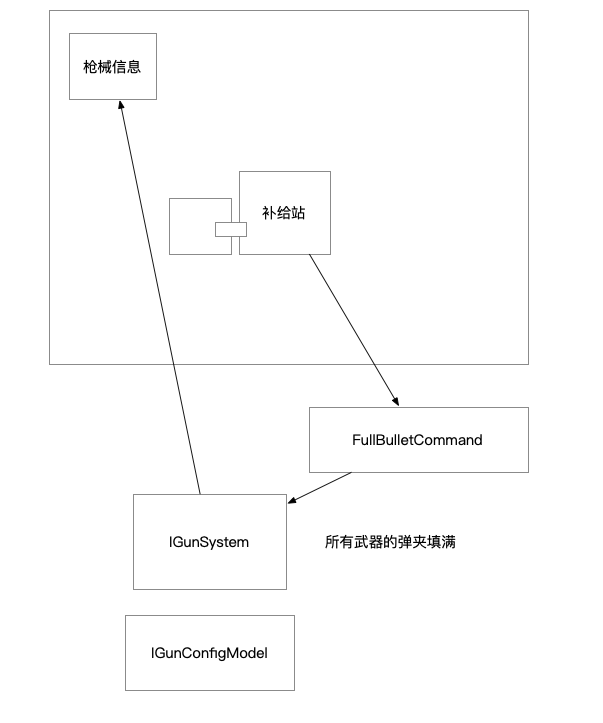 枪械信息
补给站
FullBulletCommand
IGunSystem
所有武器的弹夹填满
IGunConfigModel